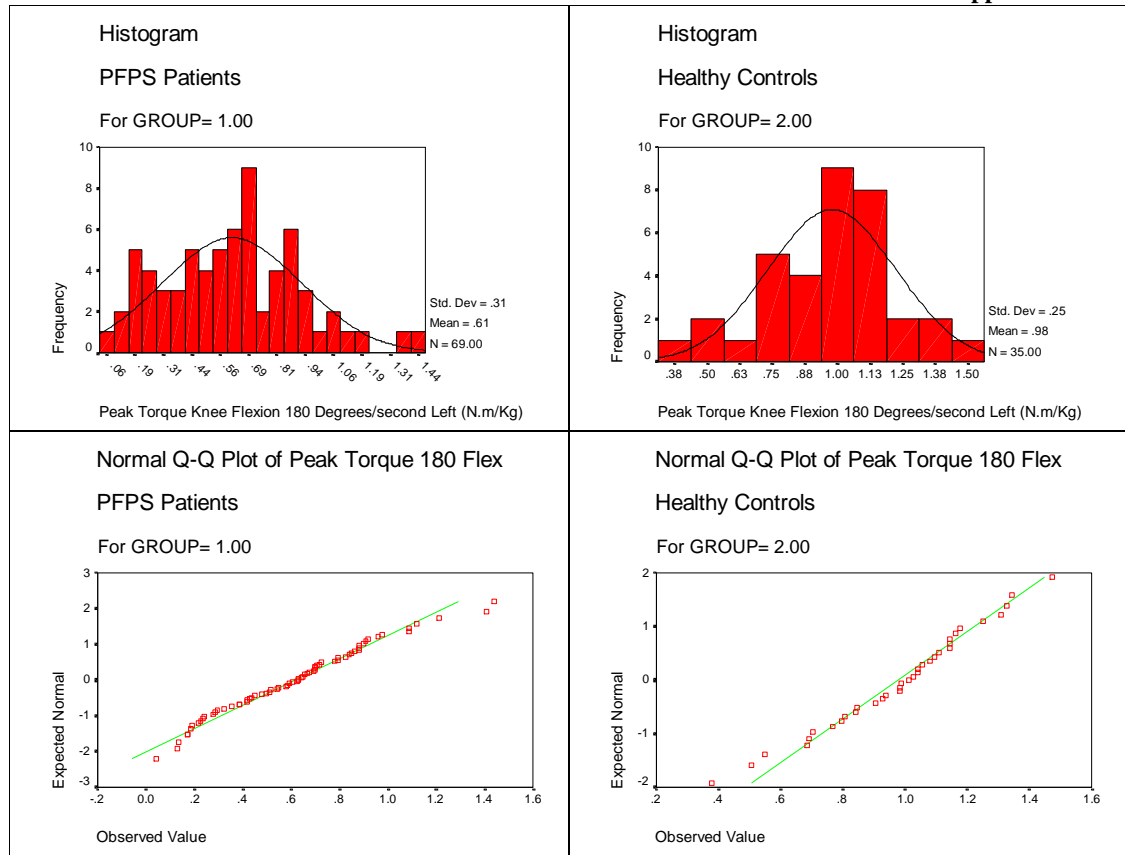 Histogram
PFPS Patients
For GROUP= 1.00
10
8
6
4
2
0
Frequency
.06 .19 .31 .44 .56 .69 .81 .94 1.06 1.19 1.31 1.44
Std. Dev = .31
Mean = .61
N = 69.00
Peak Torque Knee Flexion 180 Degrees/second Left (N.m/Kg)
Histogram
Healthy Controls
For GROUP= 2.00
10
8
6
4
2
0
Frequency
.38 .50 .63 .75 .88 1.00 1.13 1.25 1.38 1.50
Std. Dev = .25
Mean = .98
N = 35.00
Peak Torque Knee Flexion 180 Degrees/second Left (N.m/Kg)
Normal Q-Q Plot of Peak Torque 180 Flex
PFPS Patients
For GROUP= 1.00
3
2
1
0
-1
-2
-3
Expected Normal
-.2 0.0 .2 .4 .6 .8 1.0 1.2 1.4 1.6
Observed Value
Normal Q-Q Plot of Peak Torque 180 Flex
Healthy Controls
For GROUP= 2.00
2
1
0
-1
-2
Expected Normal
.2 .4 .6 .8 1.0 1.2 1.4 1.6
Observed Value